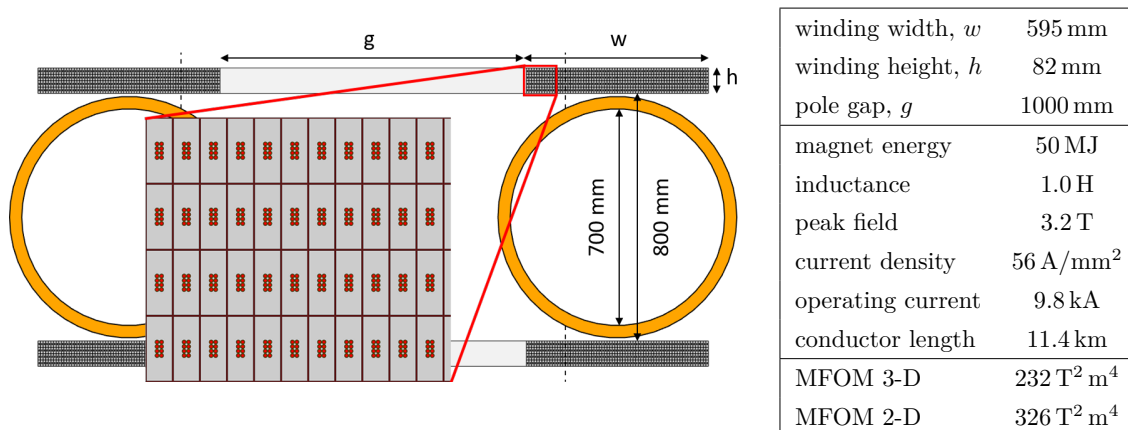 g
w
h
700 mm
800 mm
winding width, w 595 mm
winding height, h 82 mm
pole gap, g 1000 mm
magnet energy 50 MJ
inductance 1.0 H
peak field 3.2 T
current density 56 A/mm²
operating current 9.8 kA
conductor length 11.4 km
MFOM 3-D 232 T² m⁴
MFOM 2-D 326 T² m⁴